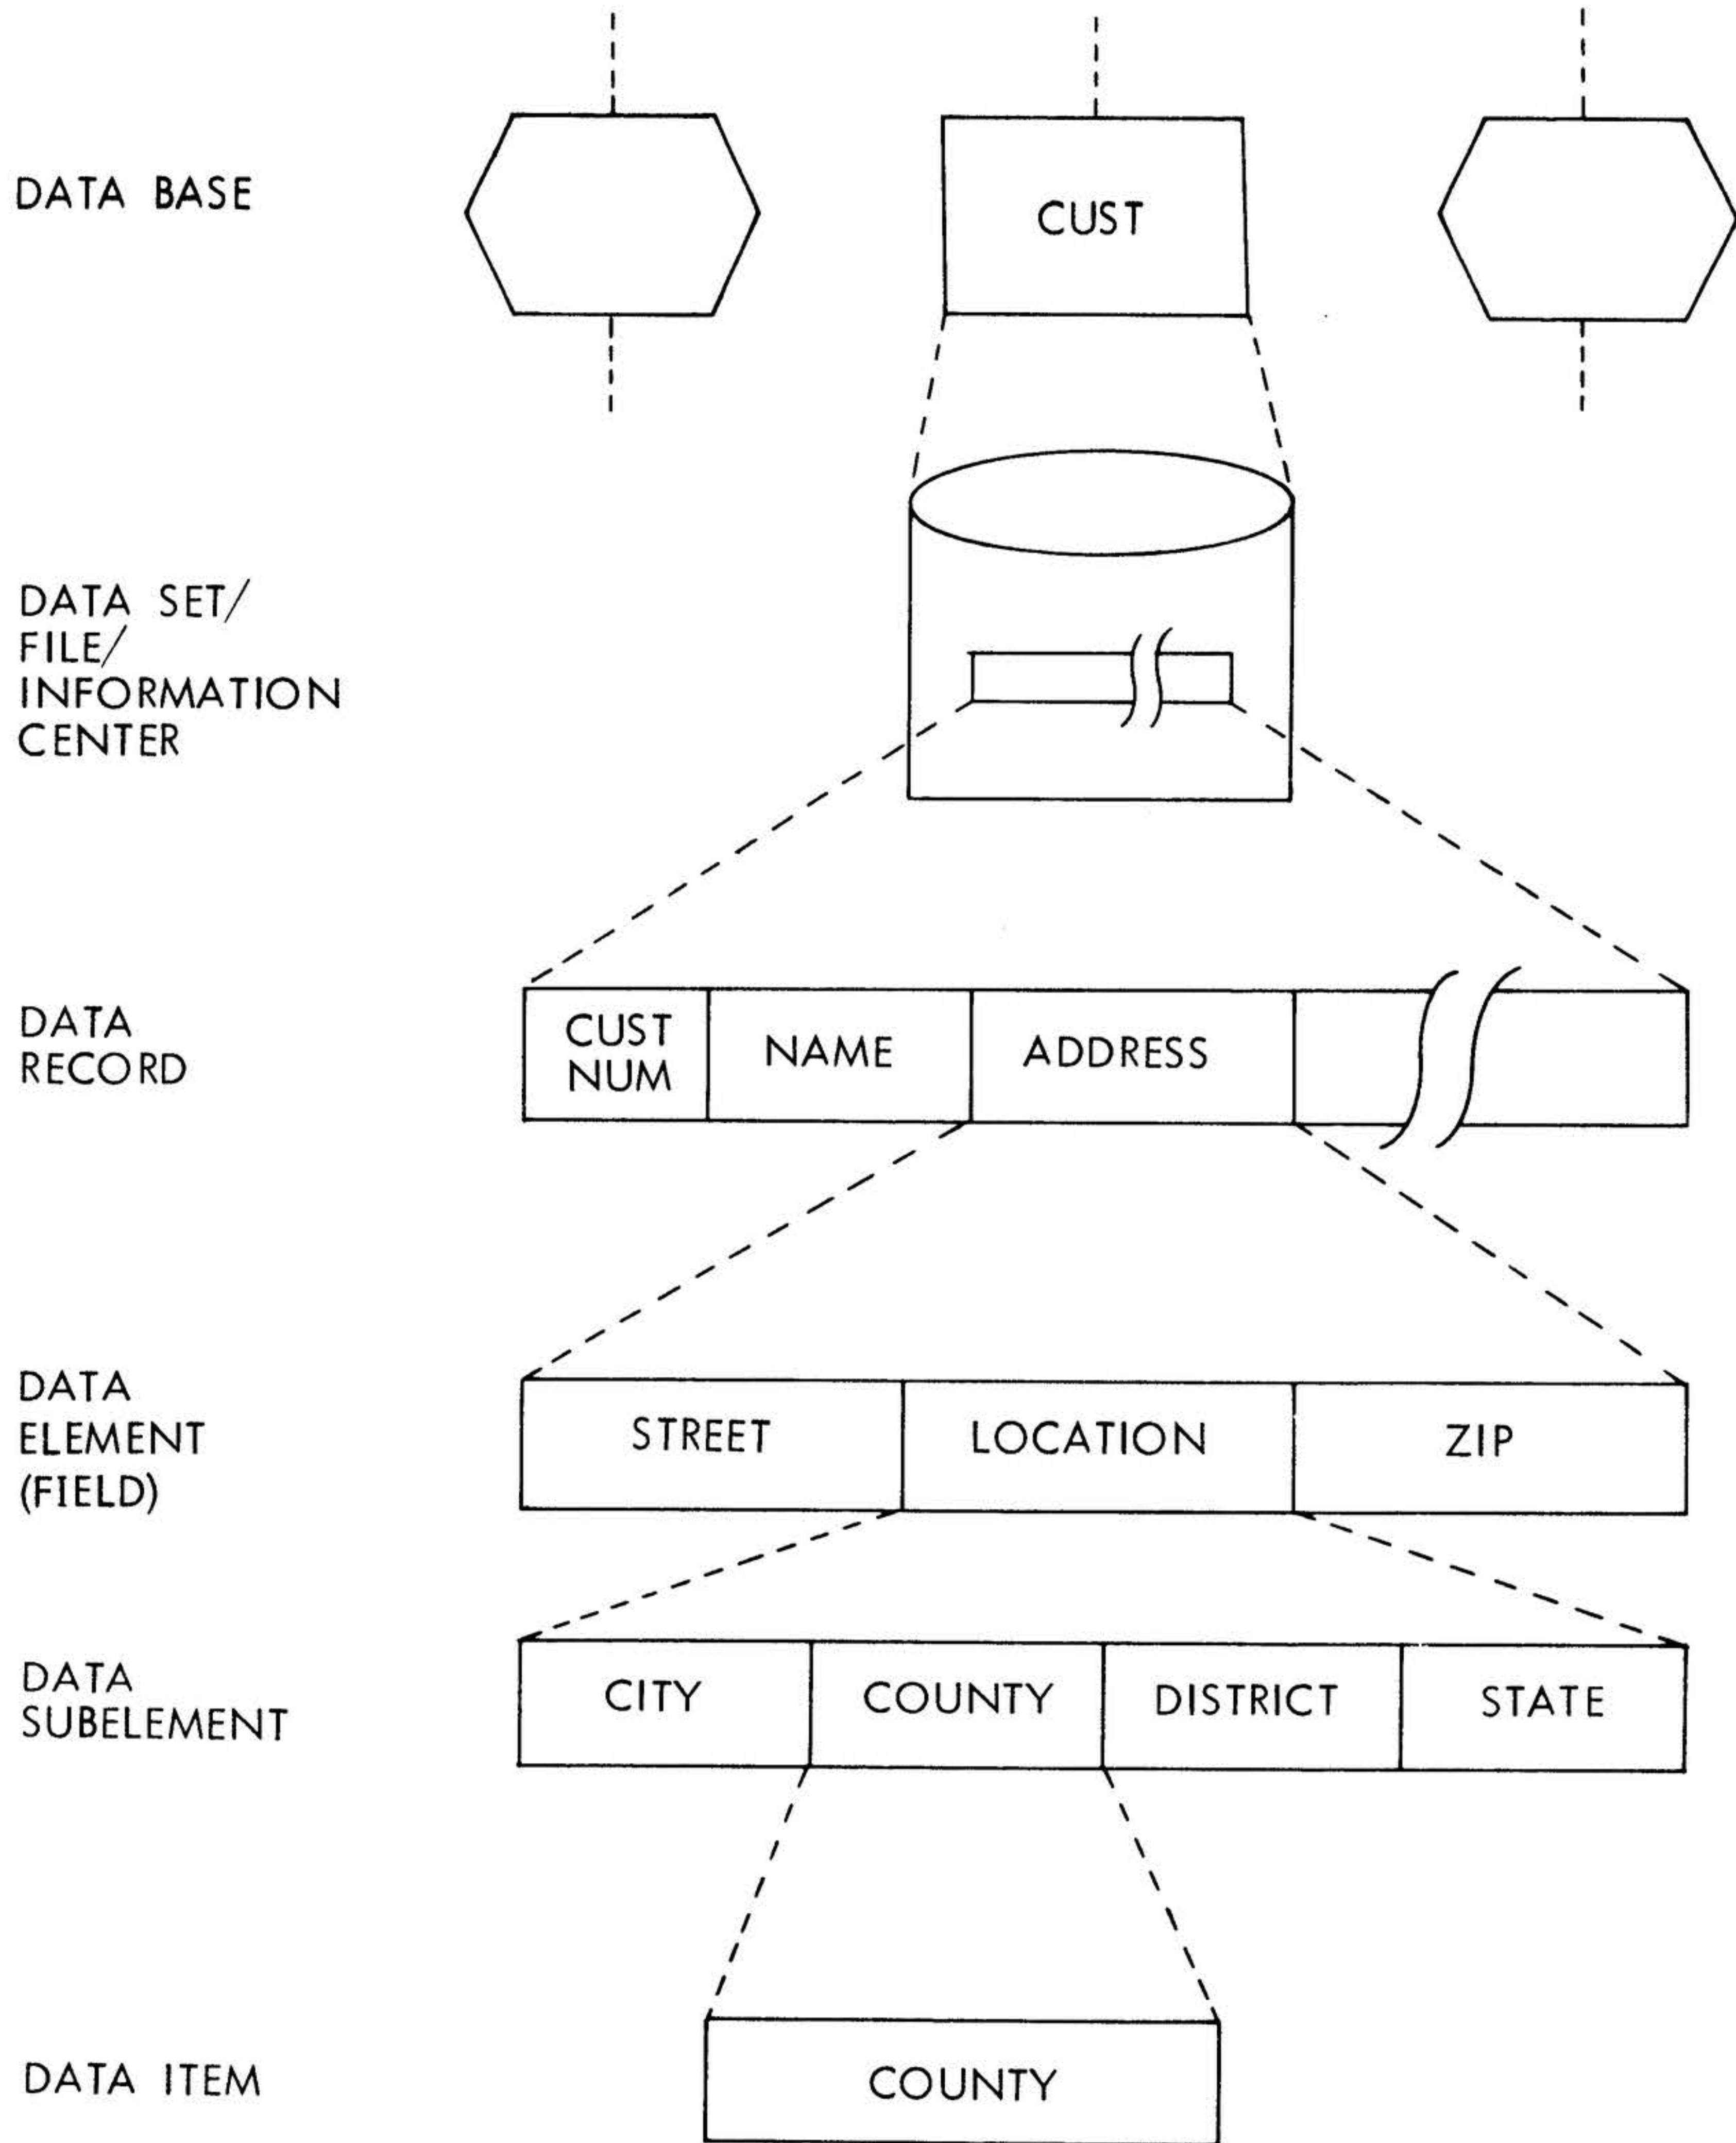 DATA BASE
CUST
DATA SET/
FILE/
INFORMATION
CENTER
DATA
RECORD
CUST
NUM
NAME
ADDRESS
DATA
ELEMENT
(FIELD)
STREET
LOCATION
ZIP
DATA
SUBELEMENT
CITY
COUNTY
DISTRICT
STATE
DATA ITEM
COUNTY